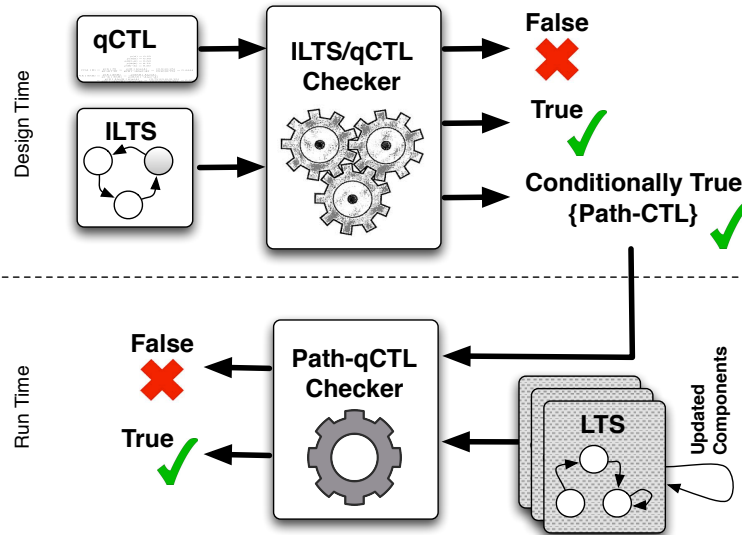 qCTL
ILTS/qCTL
Checker
False
True
ILTS
Conditionally True
{Path-CTL}
Design Time
False
True
Path-qCTL
Checker
LTS
Updated
Components
Run Time